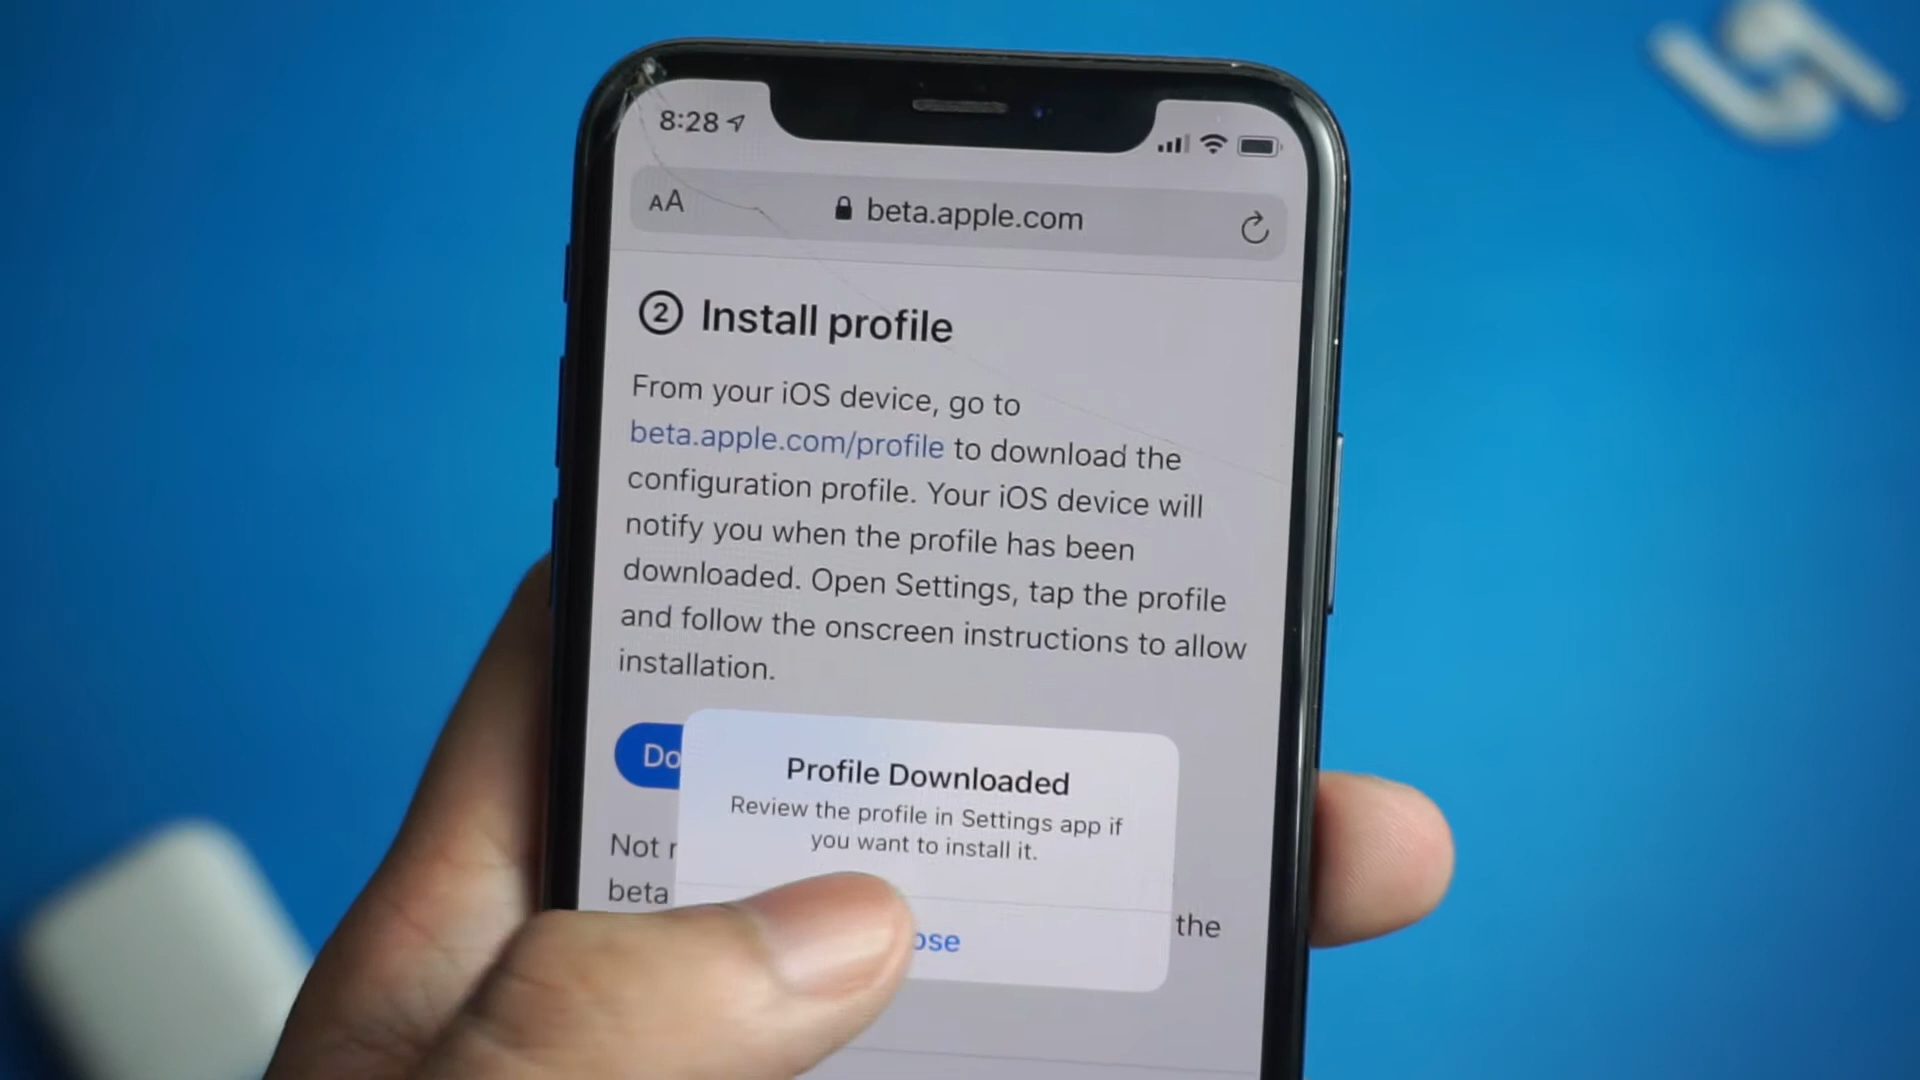 8:28
AA beta.apple.com
2 Install profile
From your iOS device, go to
beta.apple.com/profile to download the
configuration profile. Your iOS device will
notify you when the profile has been
downloaded. Open Settings, tap the profile
and follow the onscreen instructions to allow
installation.
Profile Downloaded
Review the profile in Settings app if
you want to install it.
Not
beta the